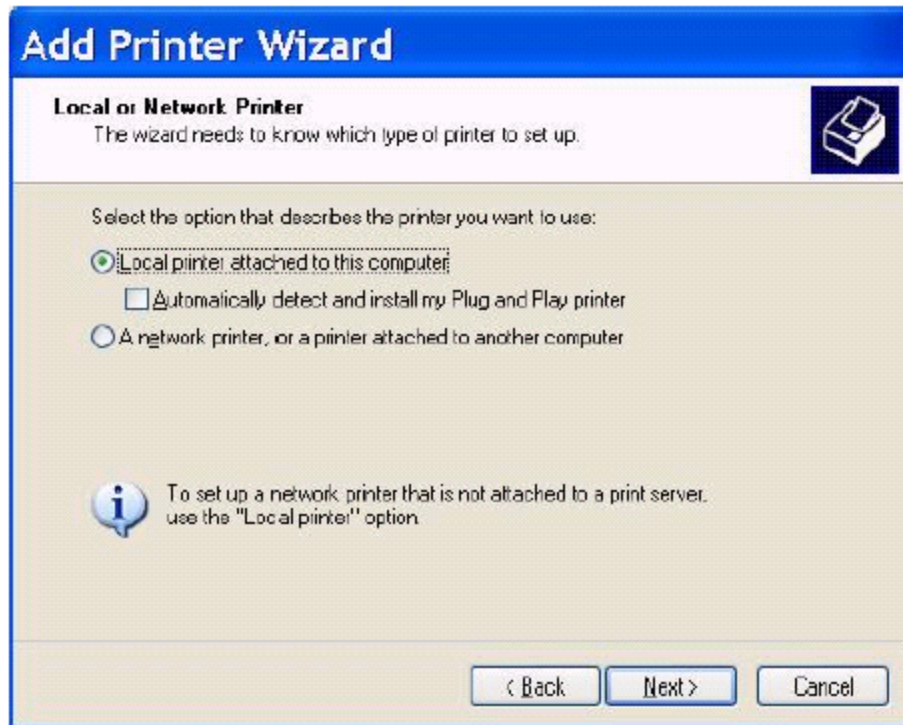 Add Printer Wizard
Local or Network Printer
The wizard needs to know which type of printer to set up.
Select the option that describes the printer you want to use:
Local printer attached to this computer
Automatically detect and install my Plug and Play printer
A network printer, or a printer attached to another computer
To set up a network printer that is not attached to a print server,
use the "Local printer" option.
< Back Next > Cancel